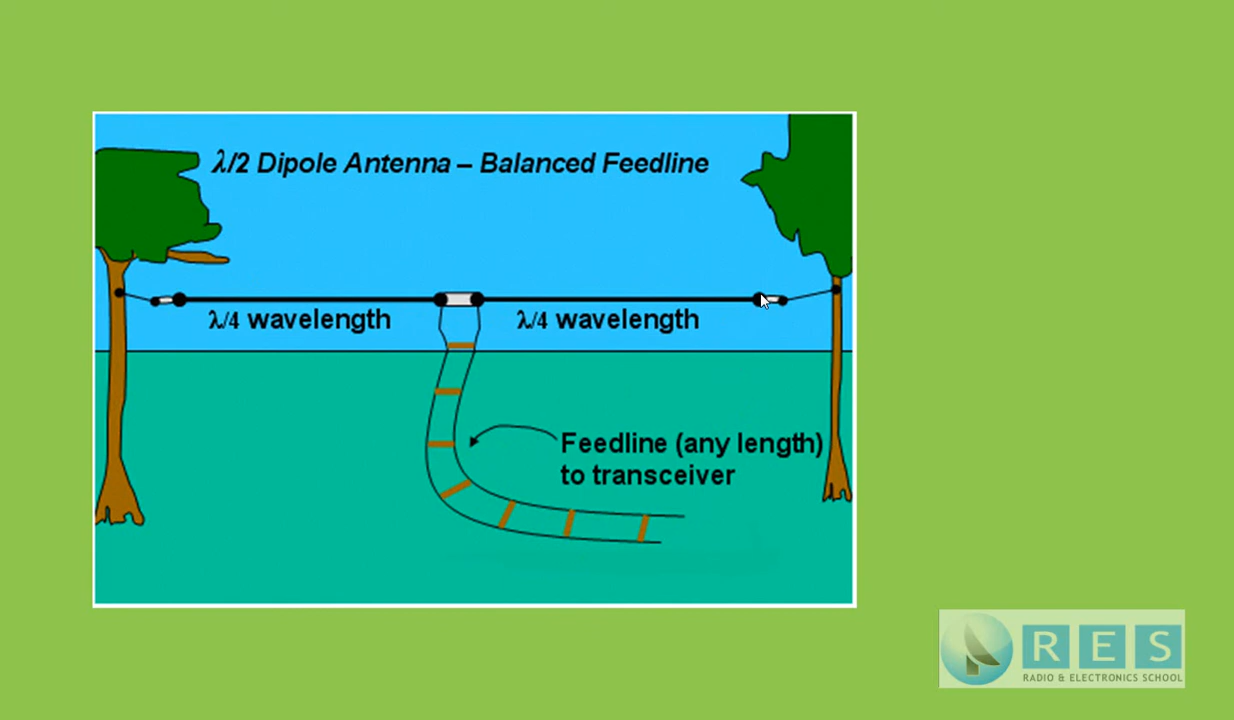 λ/2 Dipole Antenna – Balanced Feedline
λ/4 wavelength
λ/4 wavelength
Feedline (any length)
to transceiver
RES
RADIO & ELECTRONICS SCHOOL